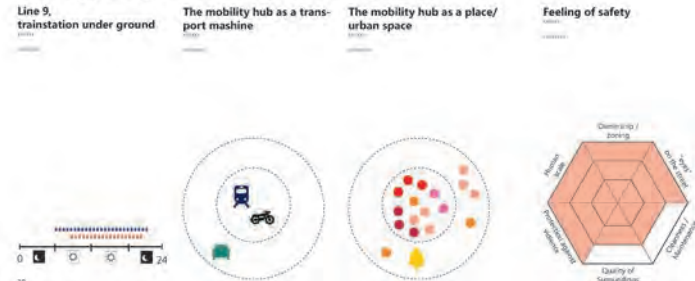 Line 9,
trainstation under ground
The mobility hub as a trans-
port mashine
The mobility hub as a place/
urban space
Feeling of safety
0
24
Ownership /
zoning
"eyes"
on the street
Cleanness /
Maintenance
Quality of
Surroundings
Protection against
violence
Human
scale